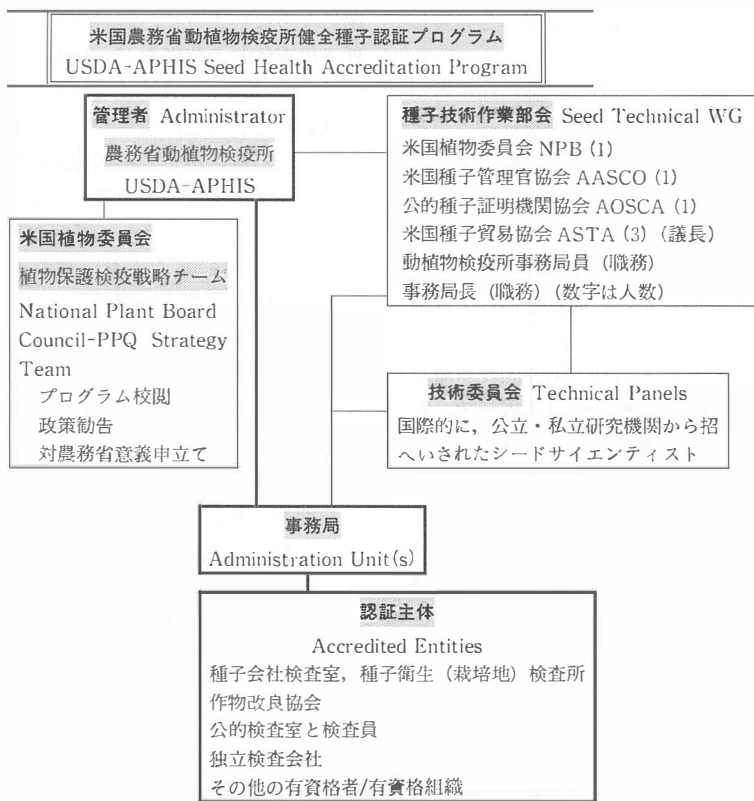 米国農務省動植物検疫所健全種子認証プログラム
USDA-APHIS Seed Health Accreditation Program
管理者 Administrator
農務省動植物検疫所
USDA-APHIS
種子技術作業部会 Seed Technical WG
米国植物委員会 NPB (1)
米国種子管理官協会 AASCO (1)
公的種子証明機関協会 AOSCA (1)
米国種子貿易協会 ASTA (3) (議長)
動植物検疫所事務局員 (職務)
事務局長 (職務) (数字は人数)
米国植物委員会
植物保護検疫戦略チーム
National Plant Board
Council-PPQ Strategy
Team
プログラム校閲
政策勧告
対農務省意義申立て
技術委員会 Technical Panels
国際的に，公立・私立研究機関から招
へいされたシードサイエンティスト
事務局
Administration Unit(s)
認証主体
Accredited Entities
種子会社検査室，種子衛生 (栽培地) 検査所
作物改良協会
公的検査室と検査員
独立検査会社
その他の有資格者/有資格組織